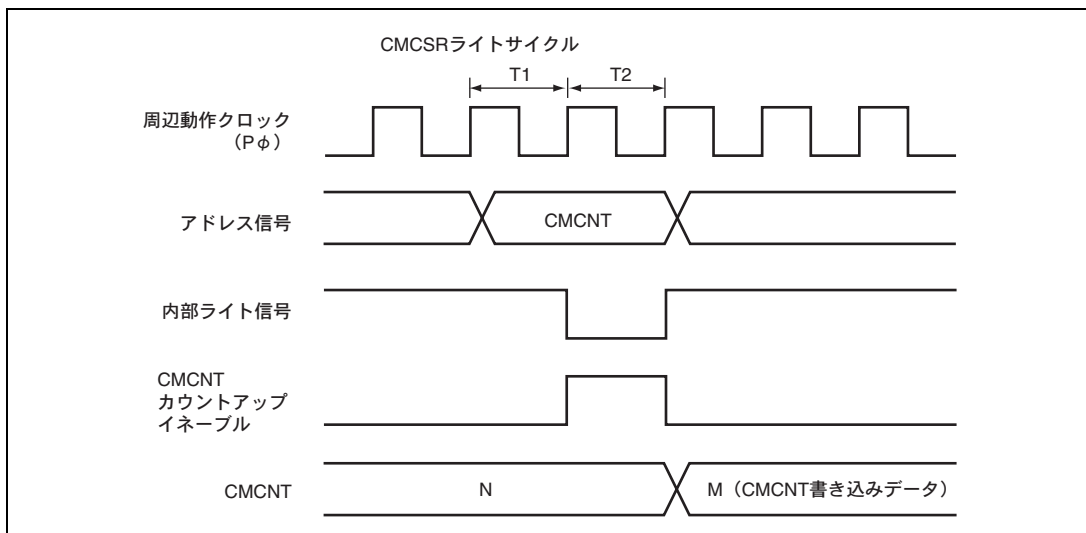 CMCSRライトサイクル
T1
T2
周辺動作クロック
(Pφ)
アドレス信号
CMCNT
内部ライト信号
CMCNT
カウントアップ
イネーブル
CMCNT
N
M(CMCNT書き込みデータ)